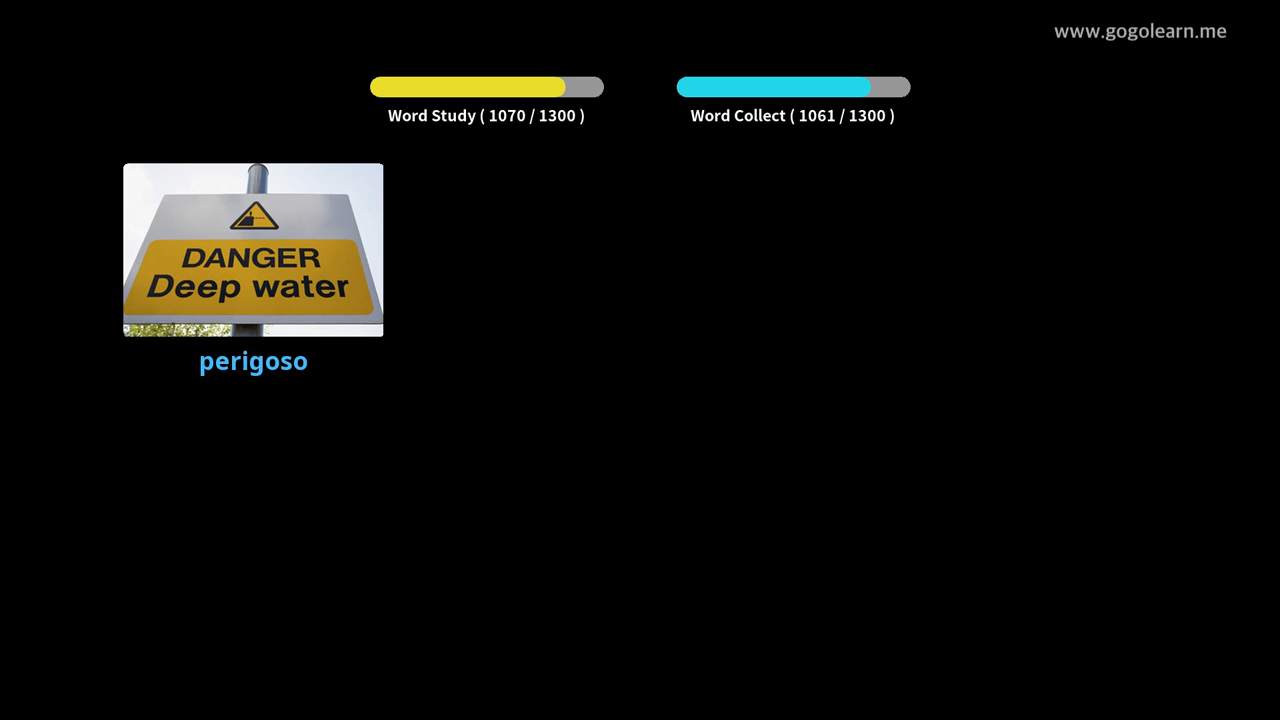 www.gogolearn.me
Word Study ( 1070 / 1300 )
Word Collect ( 1061 / 1300 )
DANGER
Deep water
perigoso